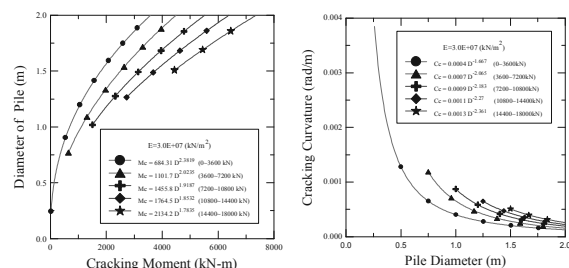 2.0
1.5
1.0
0.5
0.0
Diameter of Pile (m)
E=3.0E+07 (kN/m2)
Mc = 684.31 D^2.3819 (0–3600 kN)
Mc = 1101.7 D^2.0235 (3600–7200 kN)
Mc = 1455.8 D^1.9187 (7200–10800 kN)
Mc = 1764.5 D^1.8532 (10800–14400 kN)
Mc = 2134.2 D^1.7835 (14400–18000 kN)
0 2000 4000 6000 8000
Cracking Moment (kN-m)
0.004
0.003
0.002
0.001
0.000
Cracking Curvature (rad/m)
E=3.0E+07 (kN/m2)
Cc = 0.0004 D^-1.667 (0–3600kN)
Cc = 0.0007 D^-2.065 (3600–7200kN)
Cc = 0.0009 D^-2.183 (7200–10800kN)
Cc = 0.0011 D^-2.27 (10800–14400kN)
Cc = 0.0013 D^-2.361 (14400–18000kN)
0.0 0.5 1.0 1.5 2.0
Pile Diameter (m)